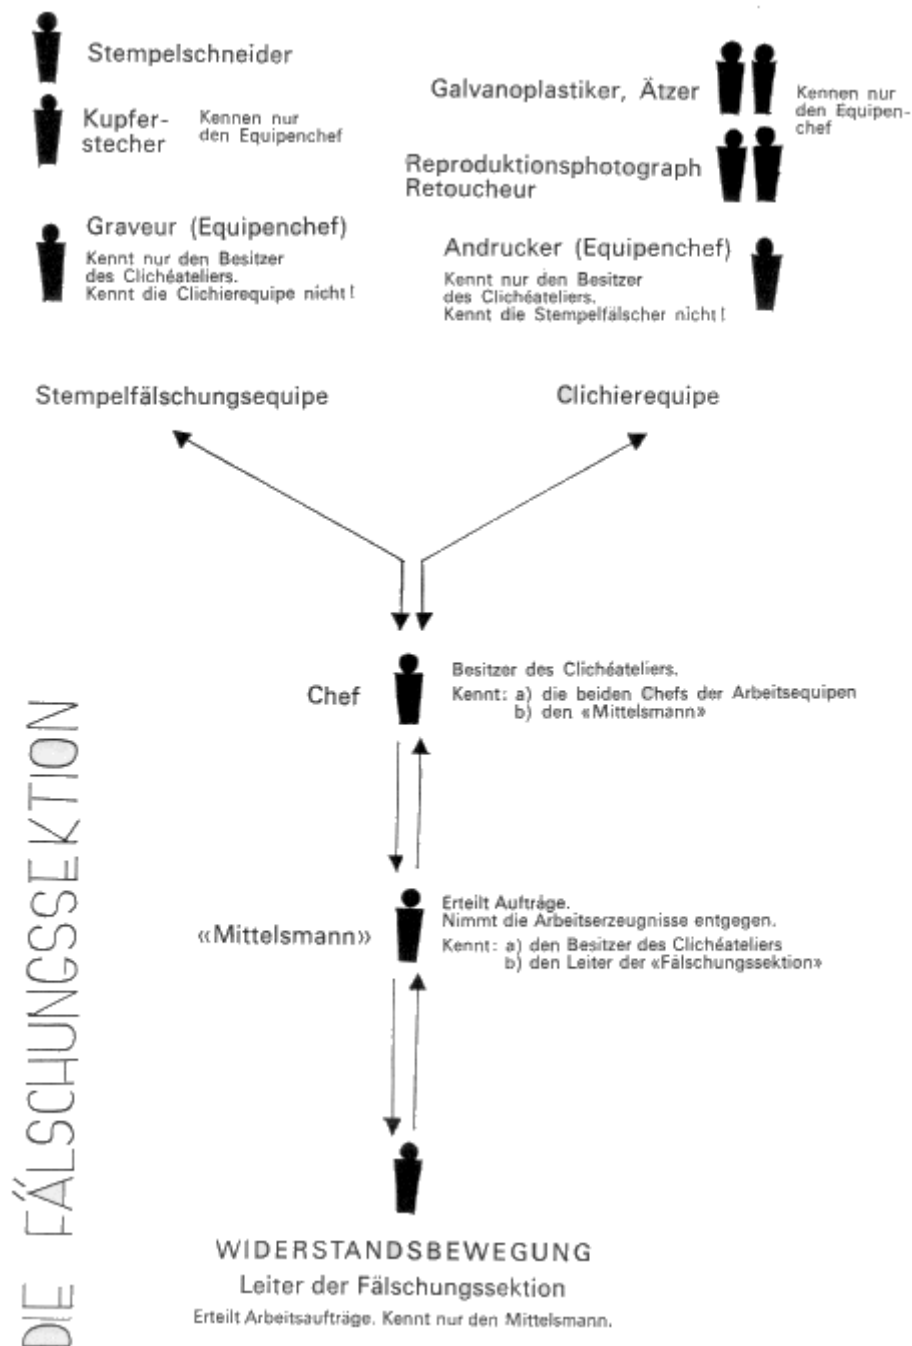 Stempelschneider
Kupfer-
stecher
Kennen nur
den Equipenchef
Graveur (Equipenchef)
Kennt nur den Besitzer
des Clichéateliers.
Kennt die Clichierequipe nicht!
Galvanoplastiker, Ätzer
Kennen nur
den Equipen-
chef
Reproduktionsphotograph
Retoucheur
Andrucker (Equipenchef)
Kennt nur den Besitzer
des Clichéateliers.
Kennt die Stempelfälscher nicht!
Stempelfälschungsequipe
Clichierequipe
Chef
Besitzer des Clichéateliers.
Kennt: a) die beiden Chefs der Arbeitsequipen
b) den «Mittelsmann»
«Mittelsmann»
Erteilt Aufträge.
Nimmt die Arbeitserzeugnisse entgegen.
Kennt: a) den Besitzer des Clichéateliers
b) den Leiter der «Fälschungssektion»
WIDERSTANDSBEWEGUNG
Leiter der Fälschungssektion
Erteilt Arbeitsaufträge. Kennt nur den Mittelsmann.
DIE FÄLSCHUNGSSEKTION